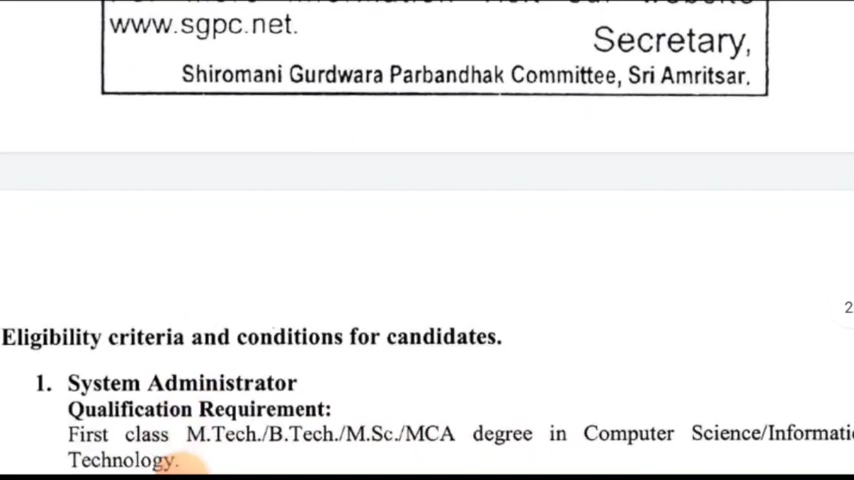 www.sgpc.net.
Secretary,
Shiromani Gurdwara Parbandhak Committee, Sri Amritsar.
2
Eligibility criteria and conditions for candidates.
1. System Administrator
Qualification Requirement:
First class M.Tech./B.Tech./M.Sc./MCA degree in Computer Science/Informati
Technology.